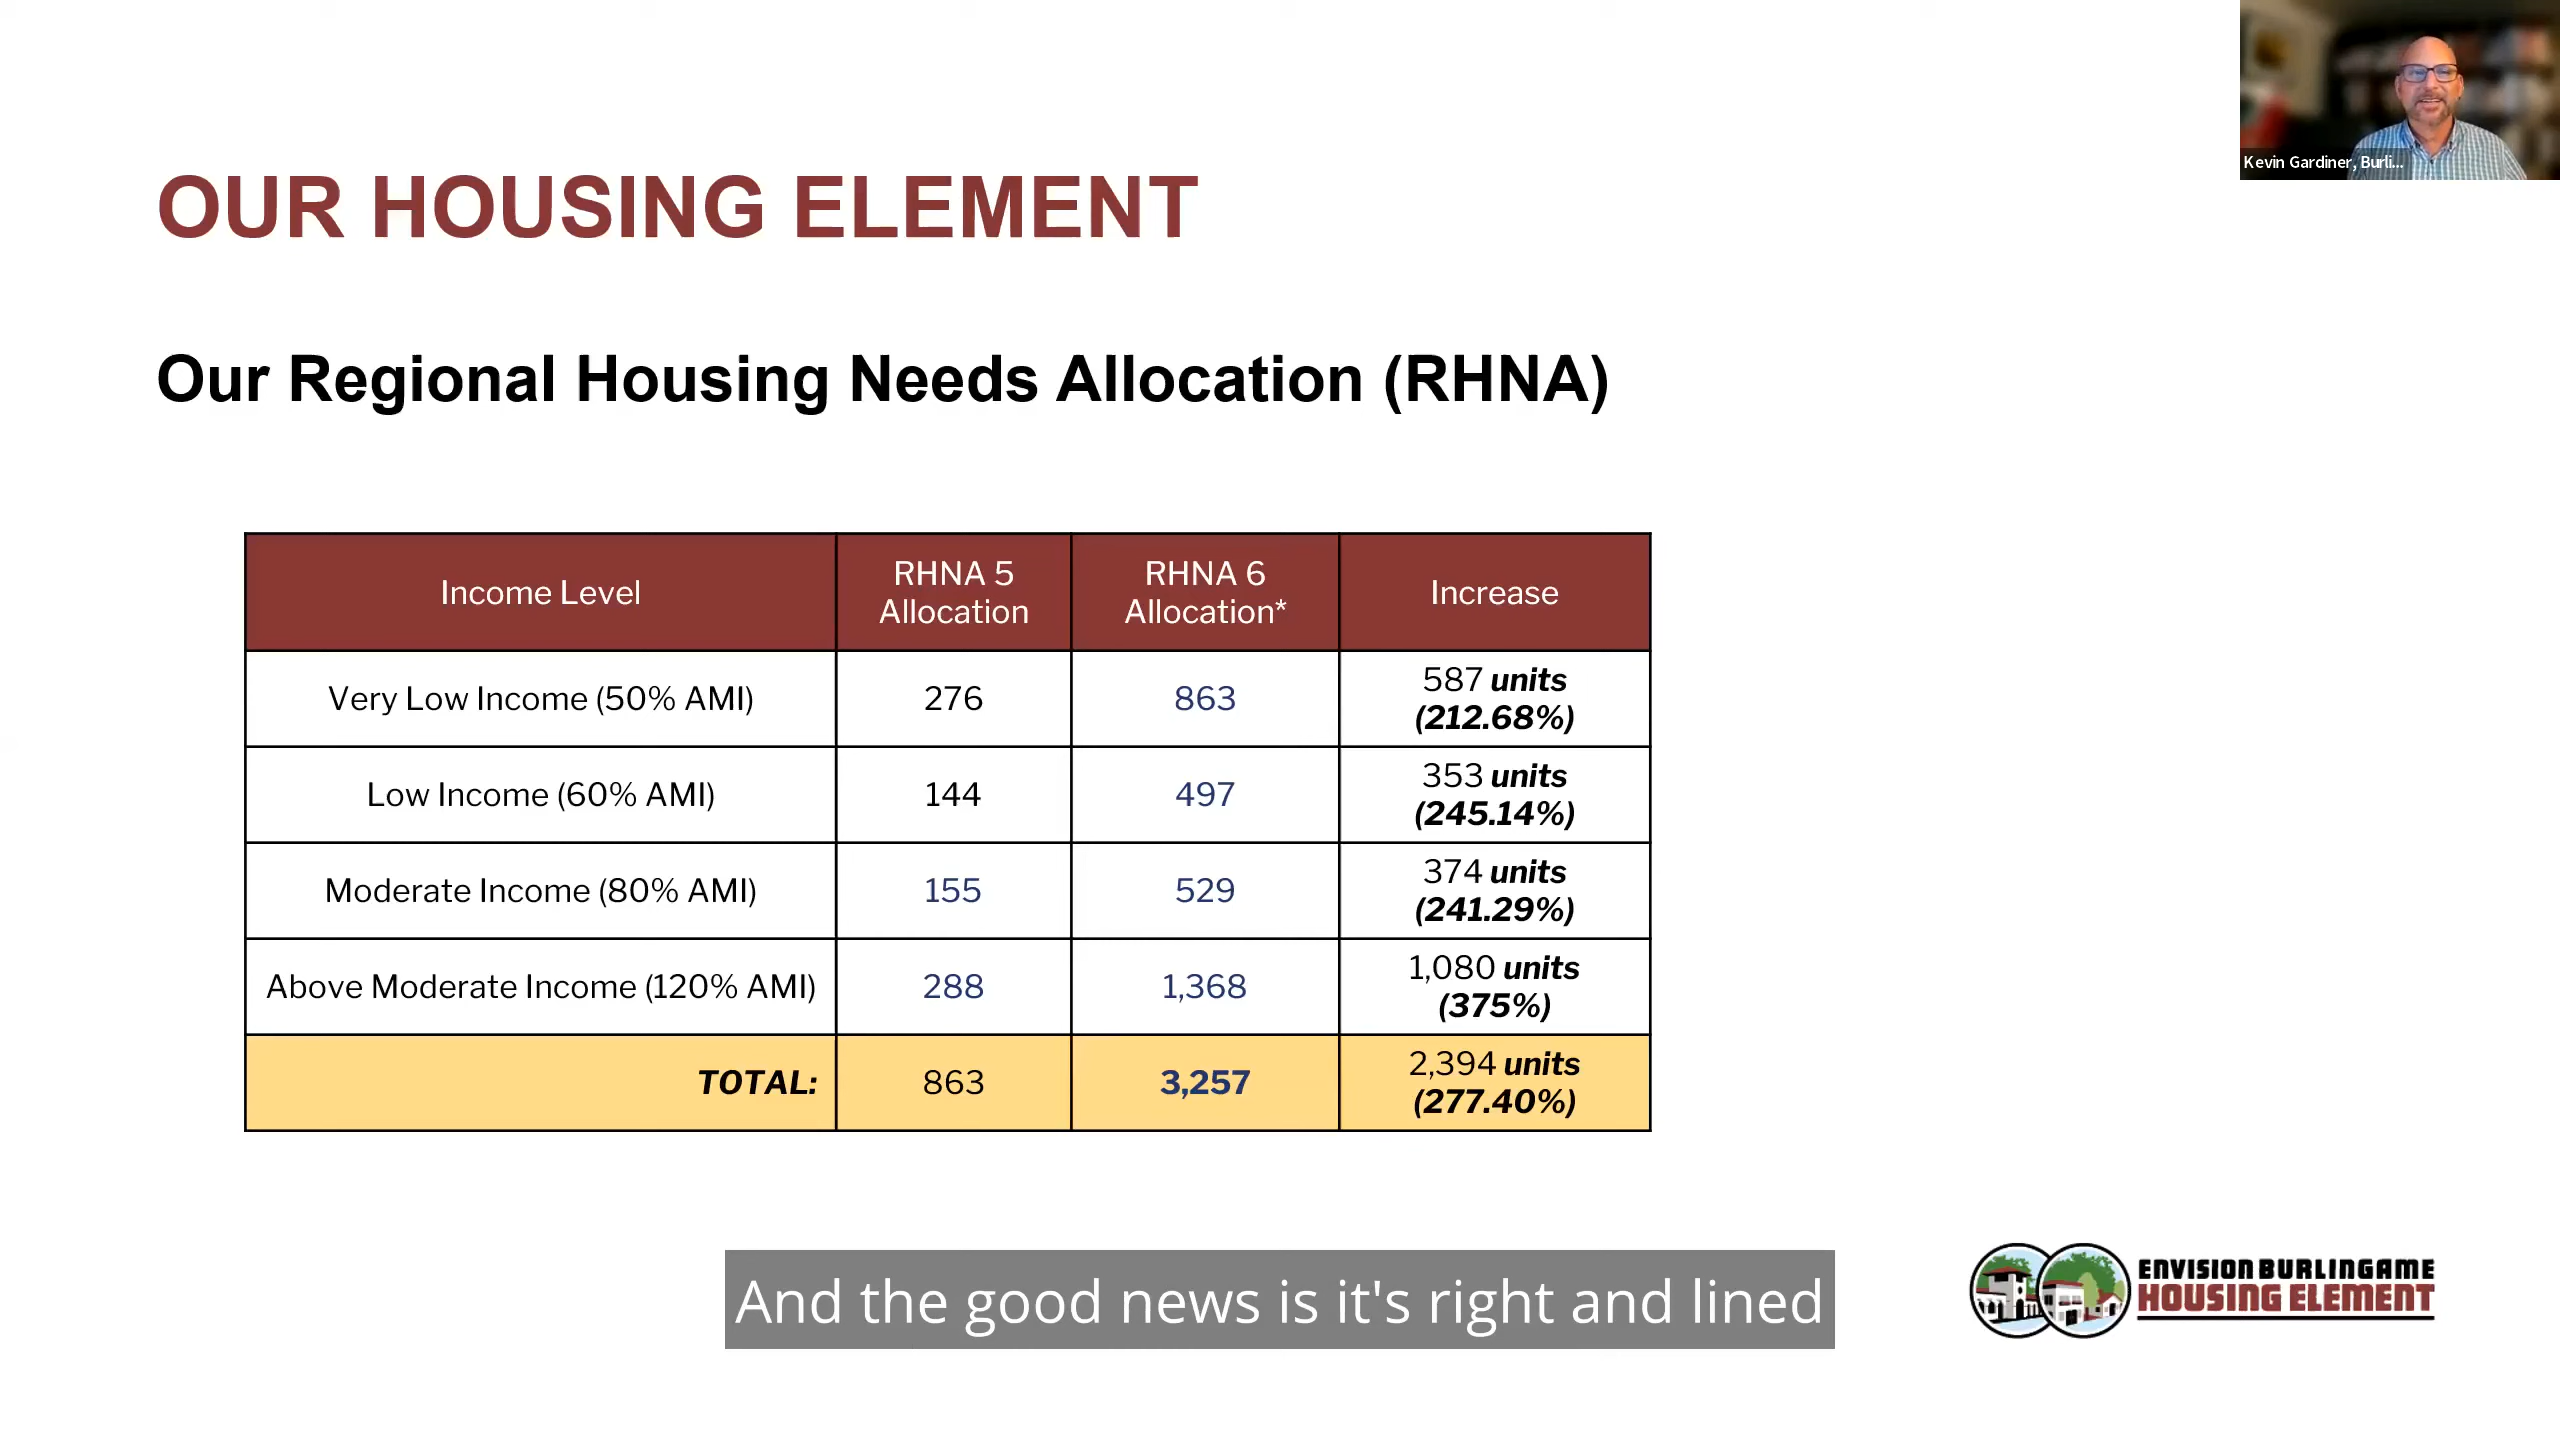 Kevin Gardiner, Burli...
OUR HOUSING ELEMENT
Our Regional Housing Needs Allocation (RHNA)
Income Level
RHNA 5
Allocation
RHNA 6
Allocation*
Increase
Very Low Income (50% AMI)
276
863
587 units
(212.68%)
Low Income (60% AMI)
144
497
353 units
(245.14%)
Moderate Income (80% AMI)
155
529
374 units
(241.29%)
Above Moderate Income (120% AMI)
288
1,368
1,080 units
(375%)
TOTAL:
863
3,257
2,394 units
(277.40%)
And the good news is it's right and lined
ENVISION BURLINGAME
HOUSING ELEMENT